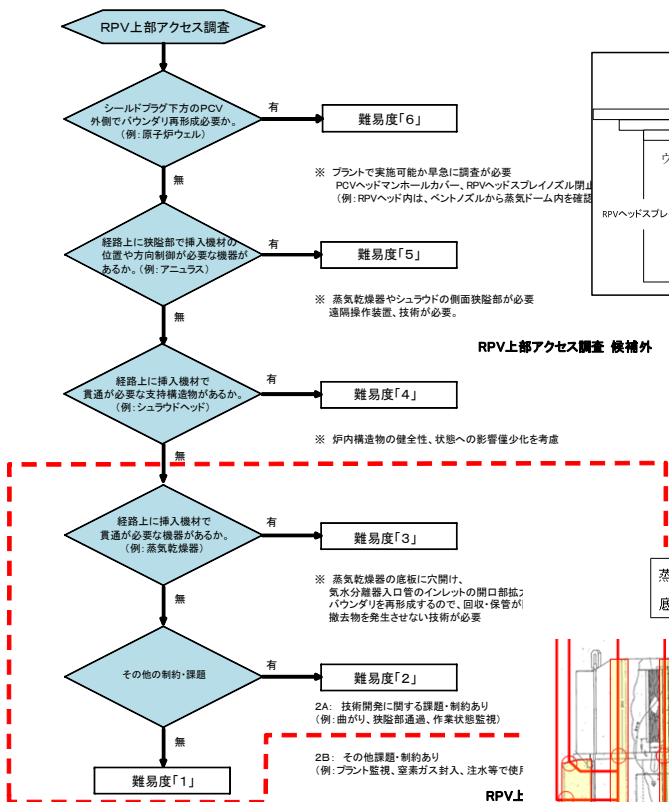 RPV上部アクセス調査
シールドプラグ下方のPCV
外側でバウンダリ再形成必要か。
(例：原子炉ウェル)
有
難易度「6」
※ プラントで実施可能か早急に調査が必要
PCVヘッドマンホールカバー、RPVヘッドスプレイノズル閉止
(例：RPVヘッド内は、ベントノズルから蒸気ドーム内を確認
無
RPVヘッドスプレイ
経路上に狭隘部で挿入機材の
位置や方向制御が必要な機器が
あるか。(例：アニュラス)
有
難易度「5」
※ 蒸気乾燥器やシュラウドの側面狭隘部が必要
遠隔操作装置、技術が必要。
無
RPV上部アクセス調査 候補外
経路上に挿入機材で
貫通が必要な支持構造物があるか。
(例：シュラウドヘッド)
有
難易度「4」
※ 炉内構造物の健全性、状態への影響僅少化を考慮
無
経路上に挿入機材で
貫通が必要な機器があるか。
(例：蒸気乾燥器)
有
難易度「3」
※ 蒸気乾燥器の底板に穴開け、
気水分離器入口管のインレットの開口部拡大
バウンダリを再形成するので、回収・保管が
撤去物を発生させない技術が必要
無
蒸
底
その他の制約・課題
有
難易度「2」
2A: 技術開発に関する課題・制約あり
(例：曲がり、狭隘部通過、作業状態監視)
無
2B: その他課題・制約あり
(例：プラント監視、窒素ガス封入、注水等で使用
難易度「1」
RPV上